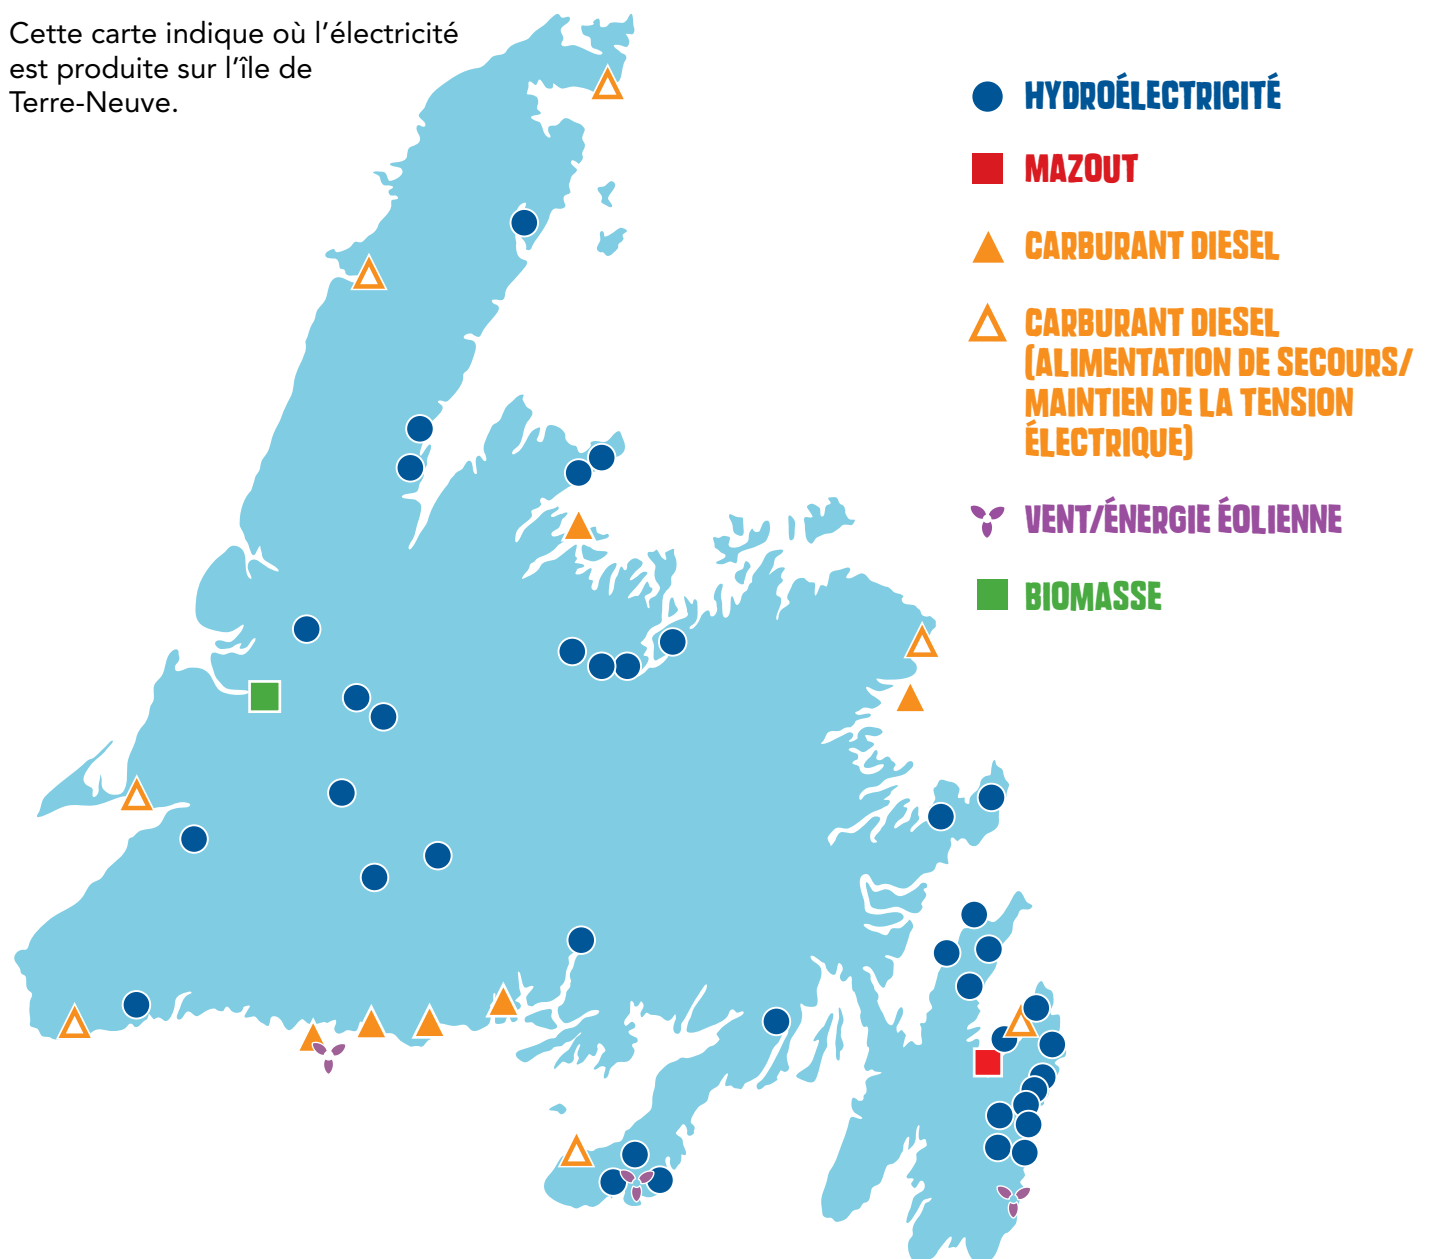 Cette carte indique où l'électricité
est produite sur l'île de
Terre-Neuve.
HYDROÉLECTRICITÉ
MAZOUT
CARBURANT DIESEL
CARBURANT DIESEL
(ALIMENTATION DE SECOURS/
MAINTIEN DE LA TENSION
ÉLECTRIQUE)
VENT/ÉNERGIE ÉOLIENNE
BIOMASSE